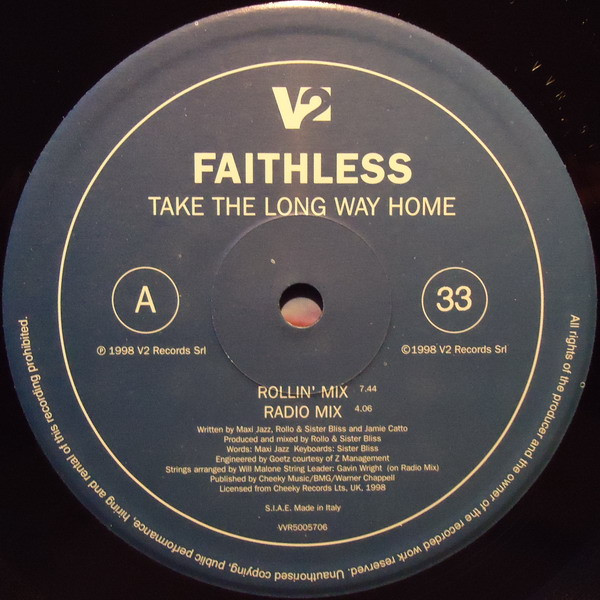 V2
FAITHLESS
TAKE THE LONG WAY HOME
A
33
℗ 1998 V2 Records Srl
©1998 V2 Records Srl
ROLLIN' MIX 7.44
RADIO MIX 4.06
Written by Maxi Jazz, Rollo & Sister Bliss and Jamie Catto
Produced and mixed by Rollo & Sister Bliss
Words: Maxi Jazz Keyboards: Sister Bliss
Engineered by Goetz courtesy of Z Management
Strings arranged by Will Malone String Leader: Gavin Wright (on Radio Mix)
Published by Cheeky Music/BMG/Warner Chappell
Licensed from Cheeky Records Lts, UK, 1998
S.I.A.E. Made in Italy
VVR5005706
All rights of the producer and the owner of the recorded work reserved. Unauthorised copying, public performance, hiring and rental of this recording prohibited.